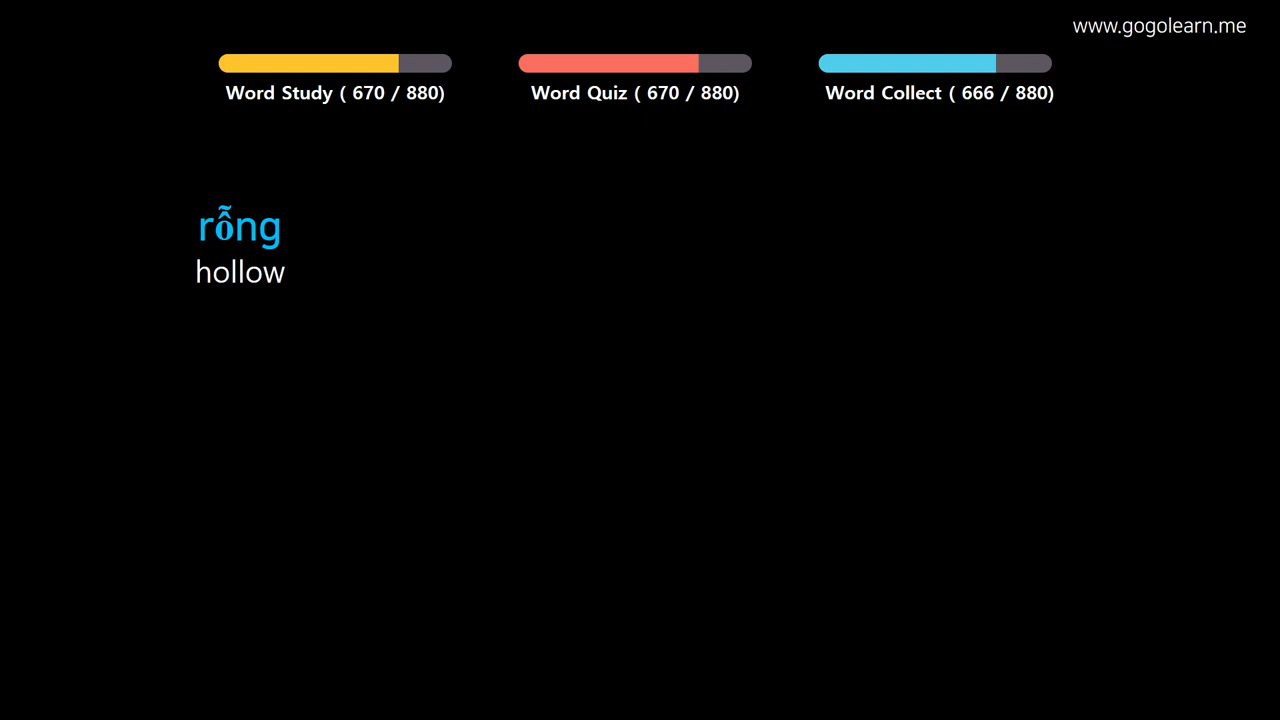 www.gogolearn.me
Word Study ( 670 / 880)
Word Quiz ( 670 / 880)
Word Collect ( 666 / 880)
rỗng
hollow